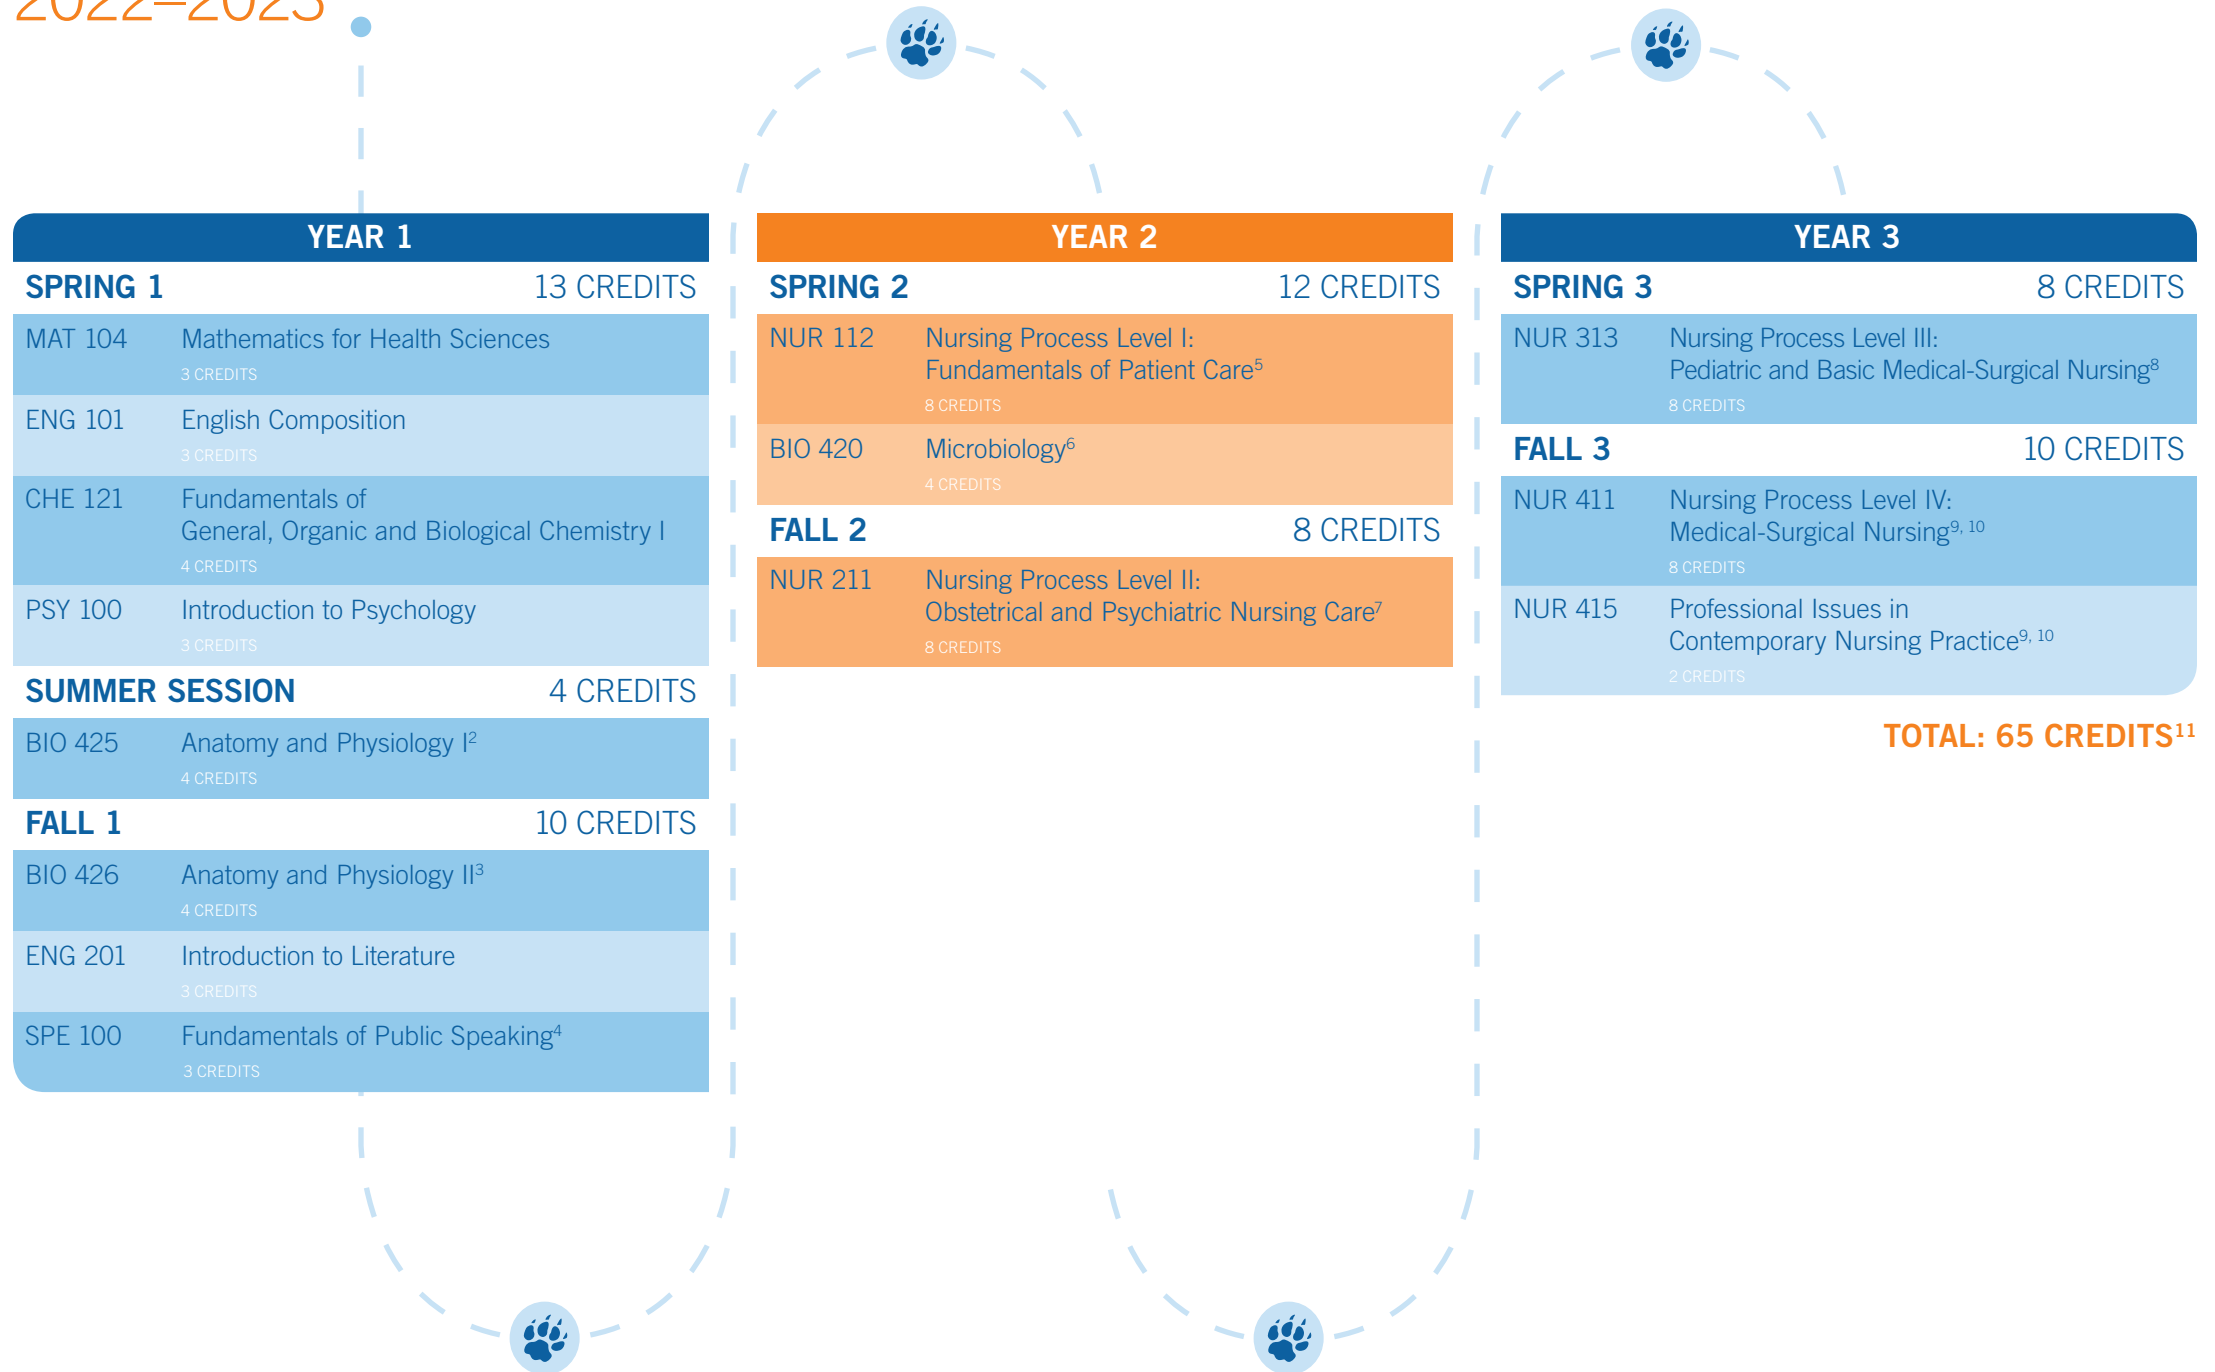 2022–2023
YEAR 1
SPRING 1 13 CREDITS
MAT 104 Mathematics for Health Sciences
3 CREDITS
ENG 101 English Composition
3 CREDITS
CHE 121 Fundamentals of
General, Organic and Biological Chemistry I
4 CREDITS
PSY 100 Introduction to Psychology
3 CREDITS
SUMMER SESSION 4 CREDITS
BIO 425 Anatomy and Physiology I²
4 CREDITS
FALL 1 10 CREDITS
BIO 426 Anatomy and Physiology II³
4 CREDITS
ENG 201 Introduction to Literature
3 CREDITS
SPE 100 Fundamentals of Public Speaking⁴
3 CREDITS
YEAR 2
SPRING 2 12 CREDITS
NUR 112 Nursing Process Level I:
Fundamentals of Patient Care⁵
8 CREDITS
BIO 420 Microbiology⁶
4 CREDITS
FALL 2 8 CREDITS
NUR 211 Nursing Process Level II:
Obstetrical and Psychiatric Nursing Care⁷
8 CREDITS
YEAR 3
SPRING 3 8 CREDITS
NUR 313 Nursing Process Level III:
Pediatric and Basic Medical-Surgical Nursing⁸
8 CREDITS
FALL 3 10 CREDITS
NUR 411 Nursing Process Level IV:
Medical-Surgical Nursing⁹, ¹⁰
8 CREDITS
NUR 415 Professional Issues in
Contemporary Nursing Practice⁹, ¹⁰
2 CREDITS
TOTAL: 65 CREDITS¹¹